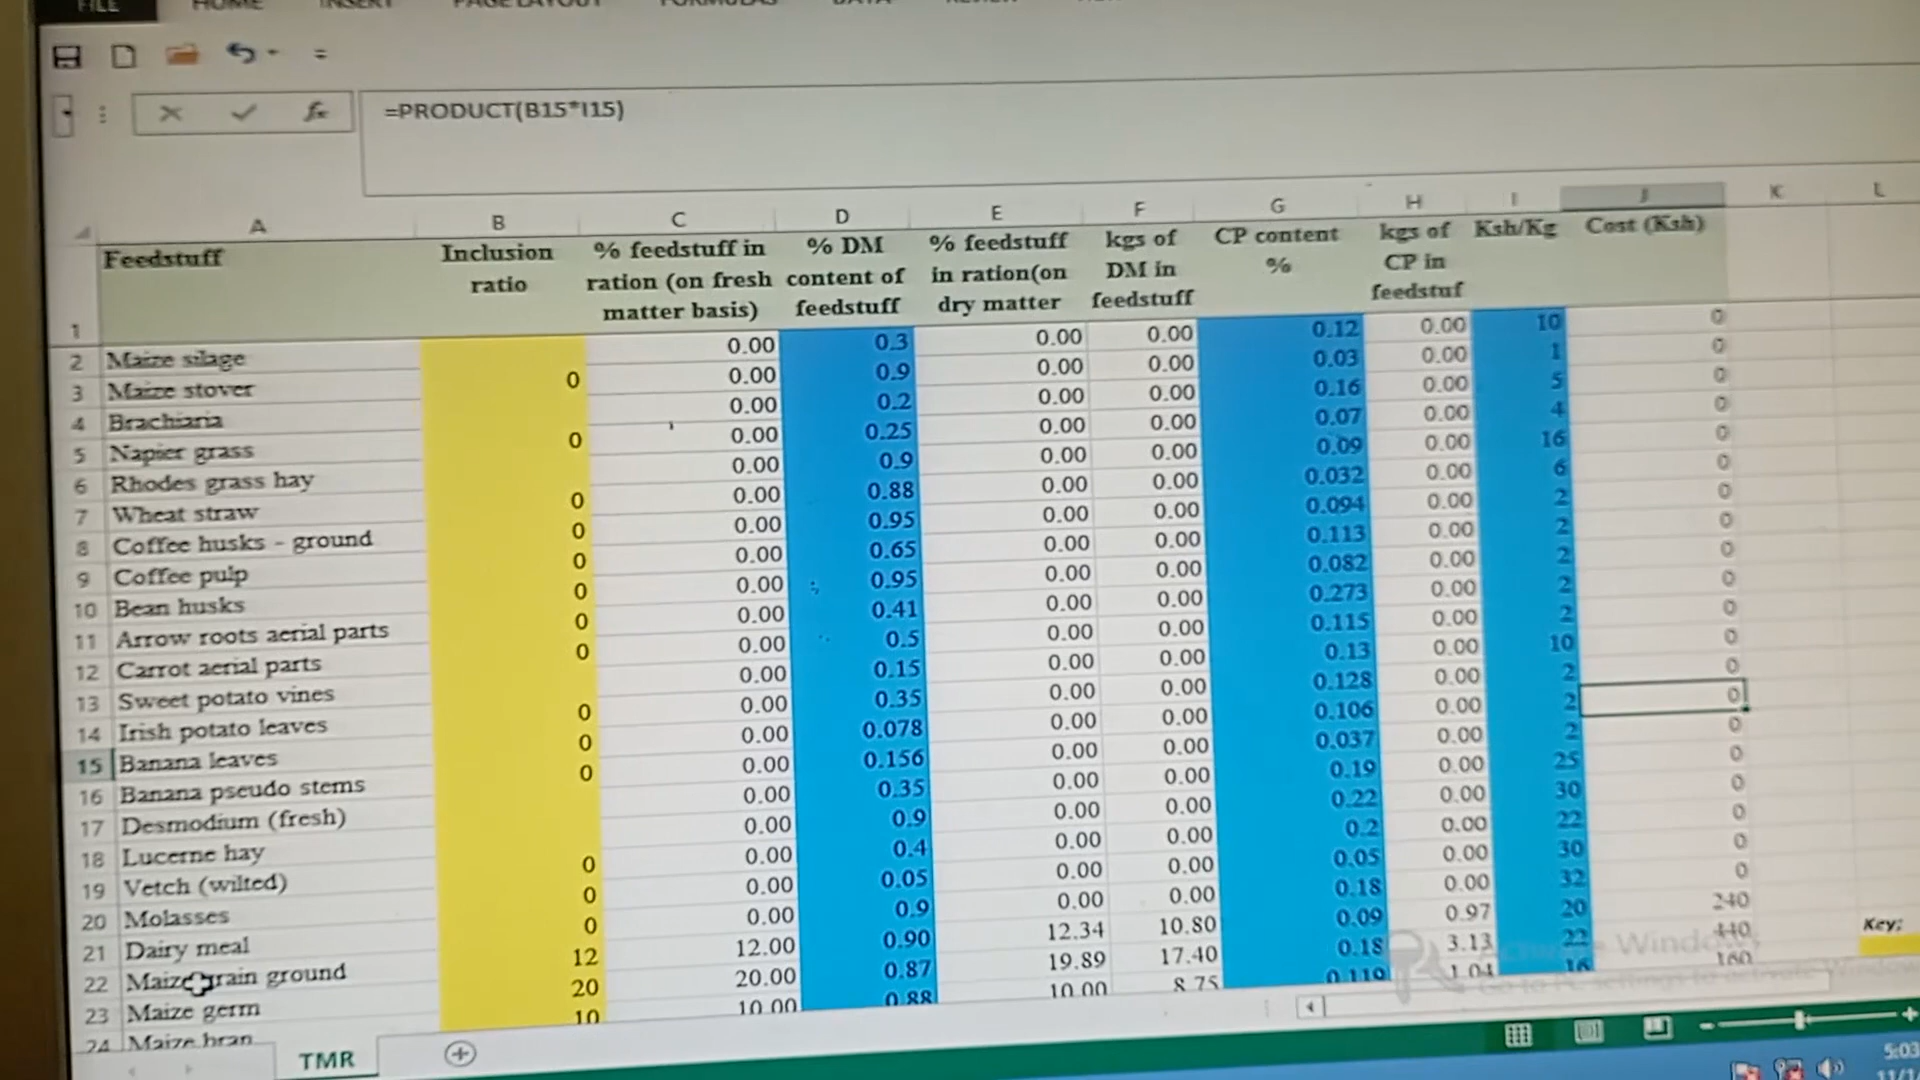 FILE HOME INSERT PAGE LAYOUT FORMULAS DATA REVIEW
fx =PRODUCT(B15*I15)
A B C D E F G H I J K L
1 Feedstuff Inclusion ratio % feedstuff in ration (on fresh matter basis) % DM content of feedstuff % feedstuff in ration(on dry matter kgs of DM in feedstuff CP content % kgs of CP in feedstuf Ksh/Kg Cost (Ksh)
2 Maize silage 0.00 0.3 0.00 0.00 0.12 0.00 10 0
3 Maize stover 0 0.00 0.9 0.00 0.00 0.03 0.00 1 0
4 Brachiaria 0.00 0.2 0.00 0.00 0.16 0.00 5 0
5 Napier grass 0 0.00 0.25 0.00 0.00 0.07 0.00 4 0
6 Rhodes grass hay 0.00 0.9 0.00 0.00 0.09 0.00 16 0
7 Wheat straw 0 0.00 0.88 0.00 0.00 0.032 0.00 6 0
8 Coffee husks - ground 0 0.00 0.95 0.00 0.00 0.094 0.00 2 0
9 Coffee pulp 0 0.00 0.65 0.00 0.00 0.113 0.00 2 0
10 Bean husks 0 0.00 0.95 0.00 0.00 0.082 0.00 2 0
11 Arrow roots aerial parts 0 0.00 0.41 0.00 0.00 0.273 0.00 2 0
12 Carrot aerial parts 0 0.00 0.5 0.00 0.00 0.115 0.00 2 0
13 Sweet potato vines 0.00 0.15 0.00 0.00 0.13 0.00 10 0
14 Irish potato leaves 0 0.00 0.35 0.00 0.00 0.128 0.00 2 0
15 Banana leaves 0 0.00 0.078 0.00 0.00 0.106 0.00 2 0
16 Banana pseudo stems 0 0.00 0.156 0.00 0.00 0.037 0.00 2 0
17 Desmodium (fresh) 0.00 0.35 0.00 0.00 0.19 0.00 25 0
18 Lucerne hay 0.00 0.9 0.00 0.00 0.22 0.00 30 0
19 Vetch (wilted) 0 0.00 0.4 0.00 0.00 0.2 0.00 22 0
20 Molasses 0 0.00 0.05 0.00 0.00 0.05 0.00 30 0
21 Dairy meal 0 0.00 0.9 0.00 0.00 0.18 0.00 32 0
22 Maize grain ground 12 12.00 0.90 12.34 10.80 0.09 0.97 20 240
23 Maize germ 20 20.00 0.87 19.89 17.40 0.18 3.13 22 440
24 Maize bran 10 10.00 0.88 10.00 8.75 0.119 1.04 16 160
Key:
Activate Windows
Go to PC settings to activate Windows
TMR
5:03